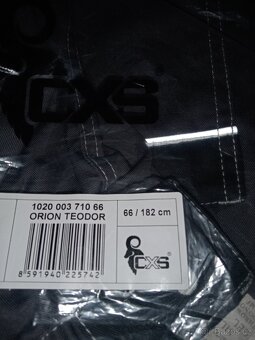 CXS
1020 003 710 66
ORION TEODOR
66 / 182 cm
8 591940 225742
CXS